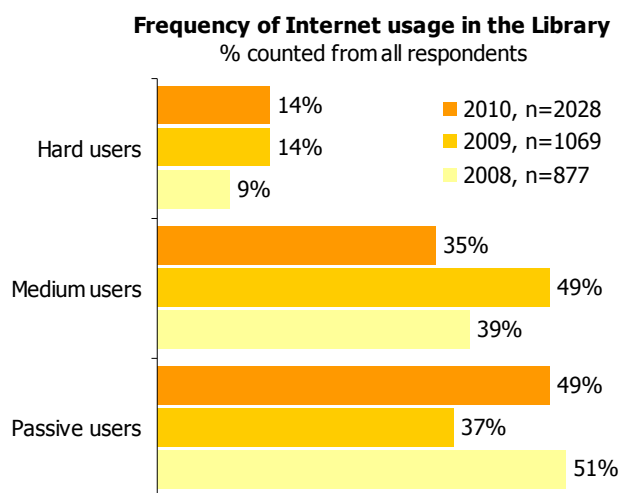 Frequency of Internet usage in the Library
% counted from all respondents
14%
2010, n=2028
Hard users
14%
2009, n=1069
9%
2008, n=877
35%
Medium users
49%
39%
49%
Passive users
37%
51%